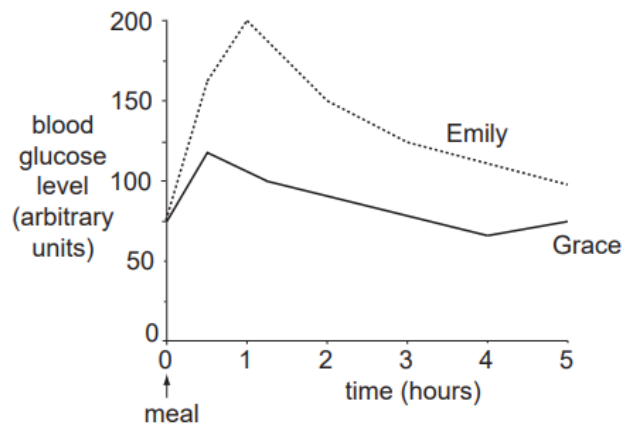 200
150
100
50
0
blood
glucose
level
(arbitrary
units)
Emily
Grace
0 1 2 3 4 5
time (hours)
meal